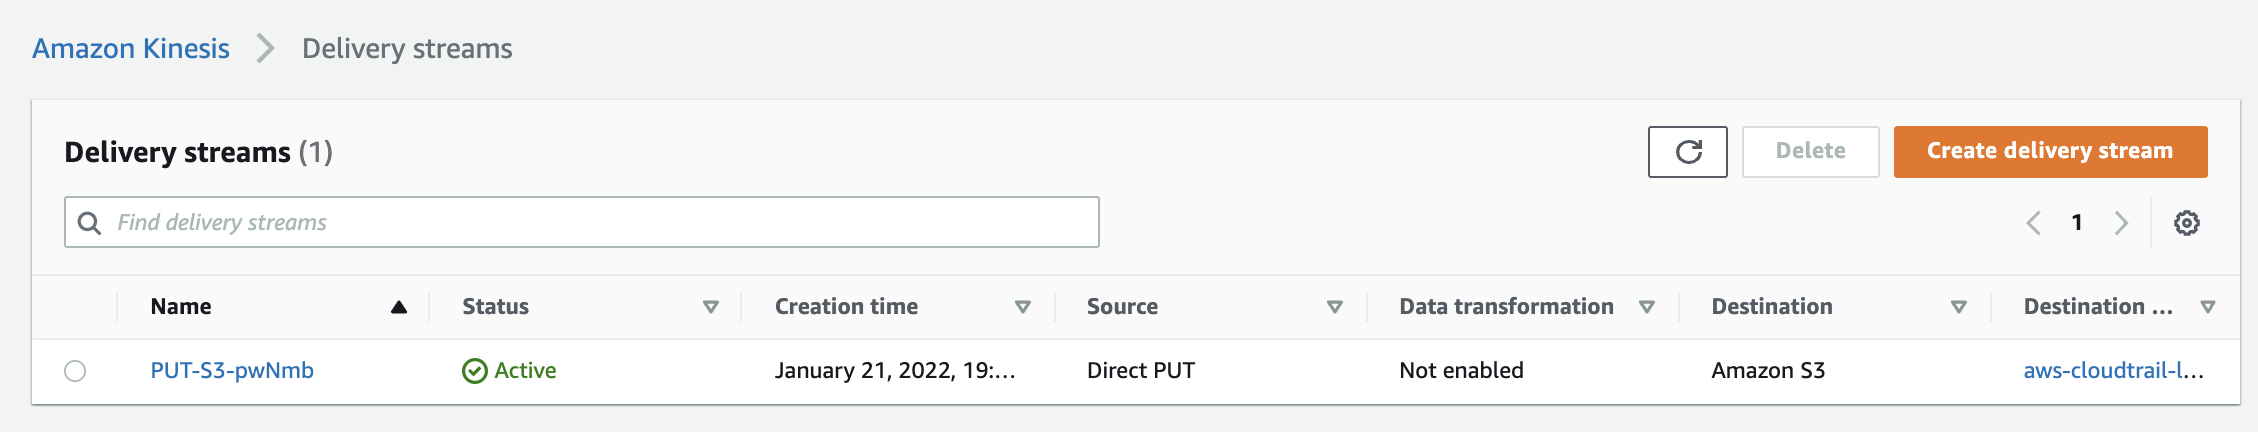 Amazon Kinesis Delivery streams
Delivery streams (1)
Delete
Create delivery stream
Find delivery streams
1
Name Status Creation time Source Data transformation Destination Destination ...
PUT-S3-pwNmb Active January 21, 2022, 19:... Direct PUT Not enabled Amazon S3 aws-cloudtrail-l...